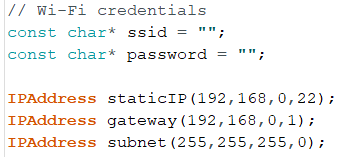 // Wi-Fi credentials
const char* ssid = "";
const char* password = "";

IPAddress staticIP(192,168,0,22);
IPAddress gateway(192,168,0,1);
IPAddress subnet(255,255,255,0);